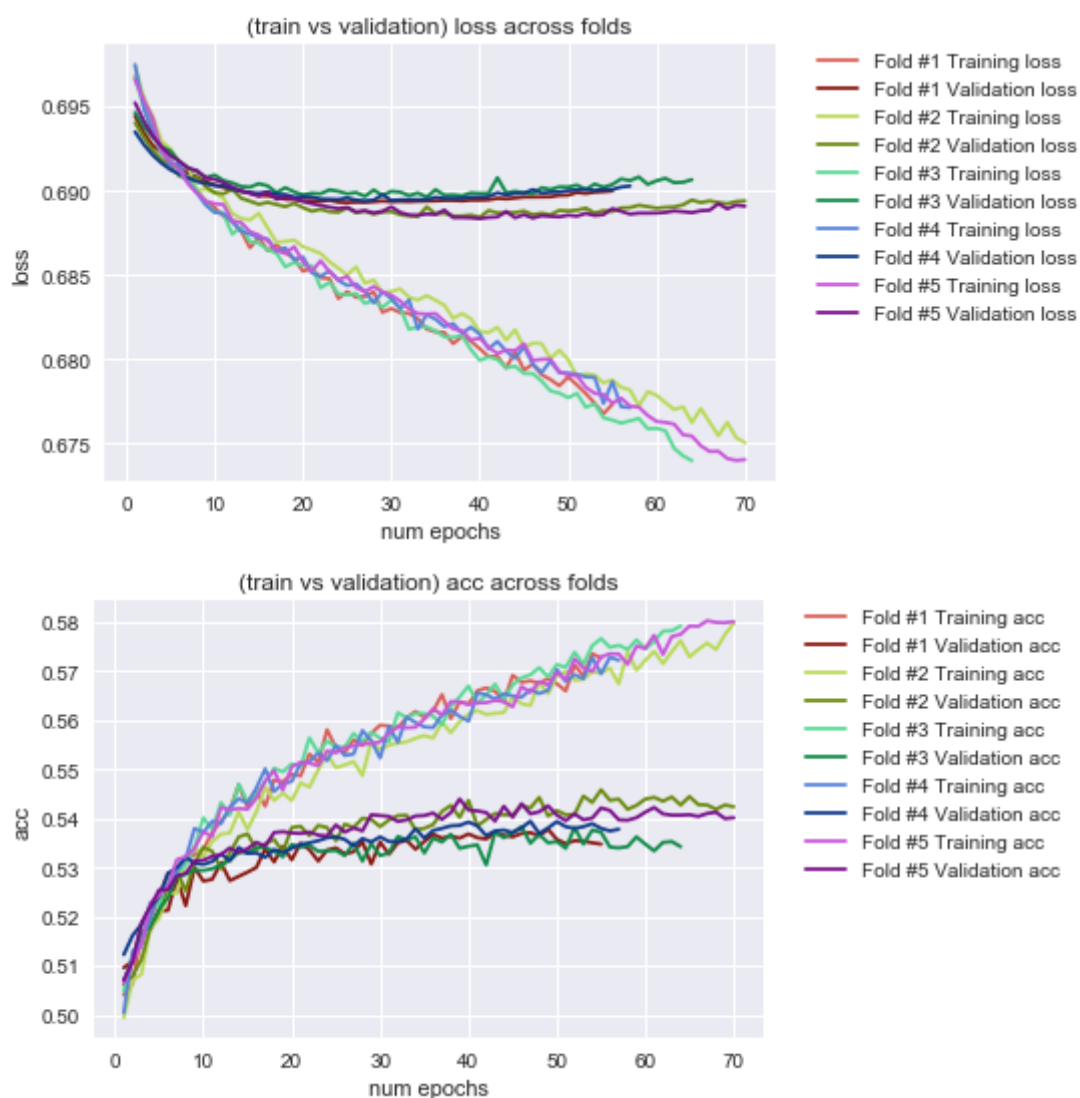 (train vs validation) loss across folds
0.695
0.690
0.685
0.680
0.675
loss
0 10 20 30 40 50 60 70
num epochs
Fold #1 Training loss
Fold #1 Validation loss
Fold #2 Training loss
Fold #2 Validation loss
Fold #3 Training loss
Fold #3 Validation loss
Fold #4 Training loss
Fold #4 Validation loss
Fold #5 Training loss
Fold #5 Validation loss
(train vs validation) acc across folds
0.58
0.57
0.56
0.55
0.54
0.53
0.52
0.51
0.50
acc
0 10 20 30 40 50 60 70
num epochs
Fold #1 Training acc
Fold #1 Validation acc
Fold #2 Training acc
Fold #2 Validation acc
Fold #3 Training acc
Fold #3 Validation acc
Fold #4 Training acc
Fold #4 Validation acc
Fold #5 Training acc
Fold #5 Validation acc